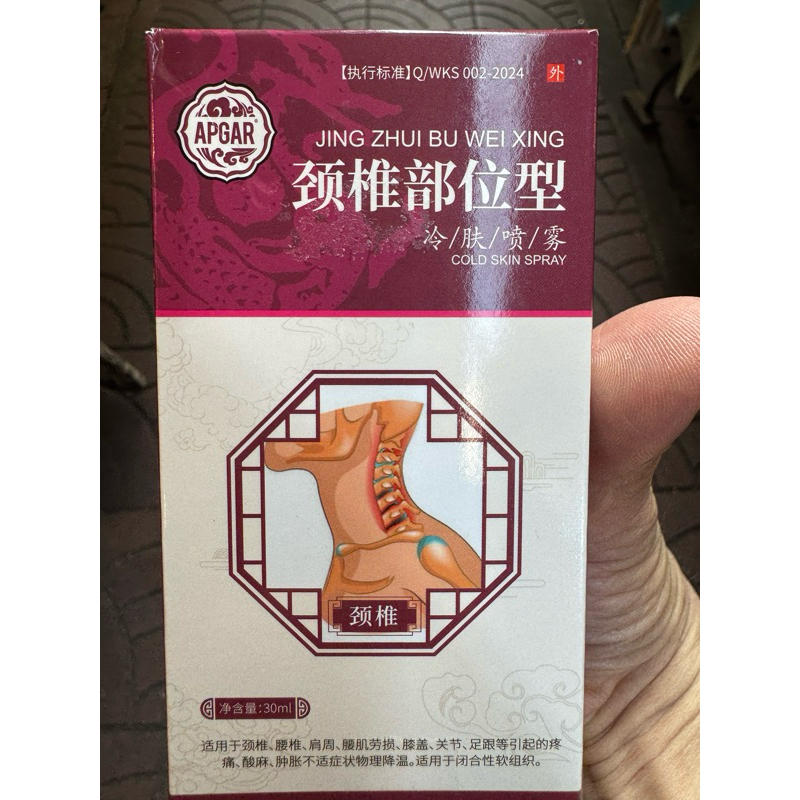 【执行标准】Q/WKS 002-2024
外
APGAR
JING ZHUI BU WEI XING
颈椎部位型
冷/肤/喷/雾
COLD SKIN SPRAY
颈椎
净含量:30ml
适用于颈椎、腰椎、肩周、腰肌劳损、膝盖、关节、足跟等引起的疼
痛、酸麻、肿胀不适症状物理降温。适用于闭合性软组织。